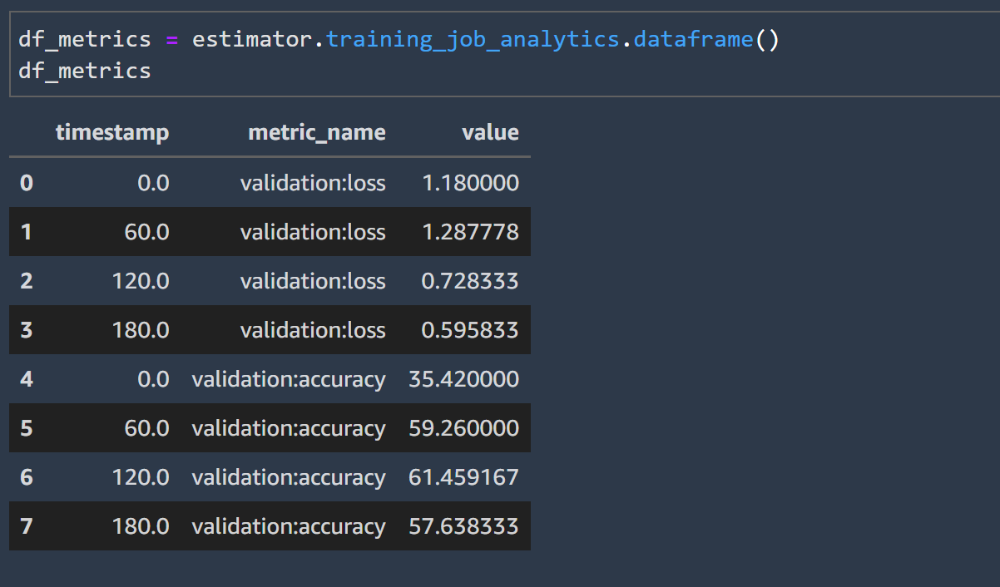 df_metrics = estimator.training_job_analytics.dataframe()
df_metrics
timestamp metric_name value
0 0.0 validation:loss 1.180000
1 60.0 validation:loss 1.287778
2 120.0 validation:loss 0.728333
3 180.0 validation:loss 0.595833
4 0.0 validation:accuracy 35.420000
5 60.0 validation:accuracy 59.260000
6 120.0 validation:accuracy 61.459167
7 180.0 validation:accuracy 57.638333